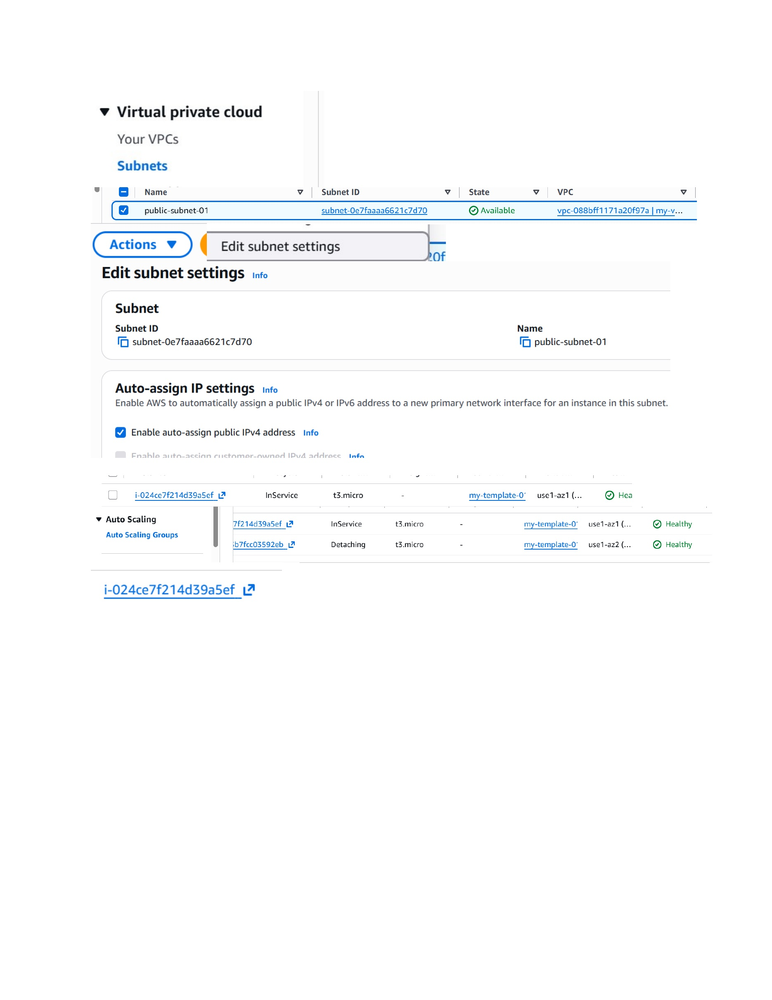 Virtual private cloud
Your VPCs
Subnets
Name Subnet ID State VPC
public-subnet-01 subnet-0e7faaaa6621c7d70 Available vpc-088bff1171a20f97a | my-v...
Actions Edit subnet settings
20f
Edit subnet settings Info
Subnet
Subnet ID Name
subnet-0e7faaaa6621c7d70 public-subnet-01
Auto-assign IP settings Info
Enable AWS to automatically assign a public IPv4 or IPv6 address to a new primary network interface for an instance in this subnet.
Enable auto-assign public IPv4 address Info
Enable auto-assign customer-owned IPv4 address Info
i-024ce7f214d39a5ef InService t3.micro - my-template-01 use1-az1 (... Hea
Auto Scaling
Auto Scaling Groups
7f214d39a5ef InService t3.micro - my-template-01 use1-az1 (... Healthy
b7fcc03592eb Detaching t3.micro - my-template-01 use1-az2 (... Healthy
i-024ce7f214d39a5ef